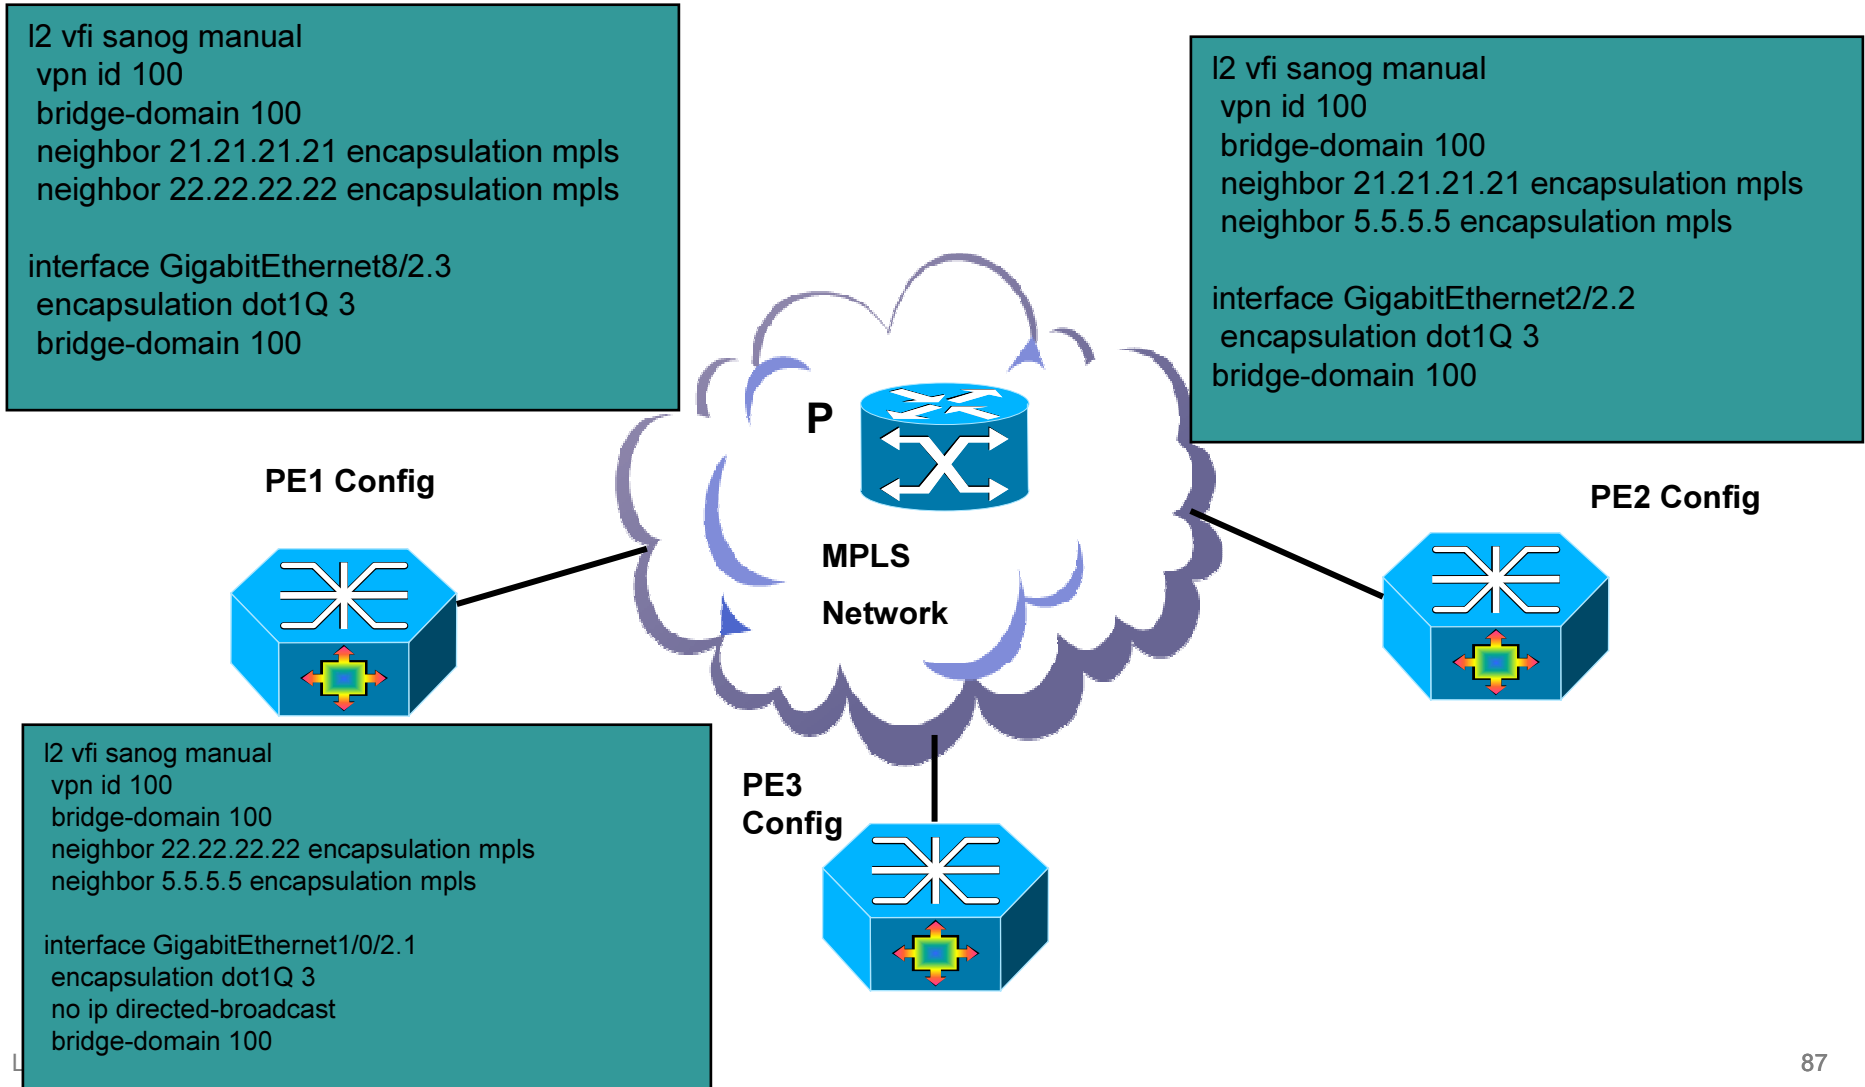 l2 vfi sanog manual
vpn id 100
bridge-domain 100
neighbor 21.21.21.21 encapsulation mpls
neighbor 22.22.22.22 encapsulation mpls
interface GigabitEthernet8/2.3
encapsulation dot1Q 3
bridge-domain 100
l2 vfi sanog manual
vpn id 100
bridge-domain 100
neighbor 21.21.21.21 encapsulation mpls
neighbor 5.5.5.5 encapsulation mpls
interface GigabitEthernet2/2.2
encapsulation dot1Q 3
bridge-domain 100
P
PE1 Config
PE2 Config
MPLS
Network
l2 vfi sanog manual
vpn id 100
bridge-domain 100
neighbor 22.22.22.22 encapsulation mpls
neighbor 5.5.5.5 encapsulation mpls
interface GigabitEthernet1/0/2.1
encapsulation dot1Q 3
no ip directed-broadcast
bridge-domain 100
PE3
Config
87